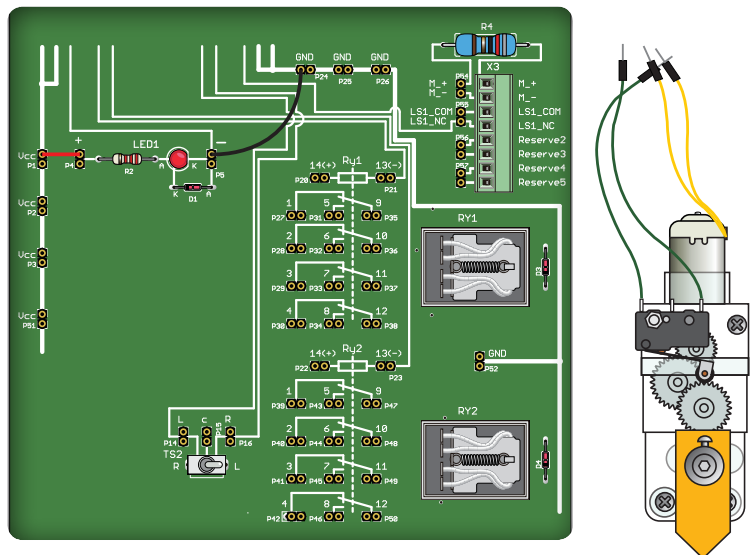 R4
GND GND GND
P24 P25 P26
X3
P54
M_+ M_+
M_- M_-
P55
LS1_COM LS1_COM
LS1_NC LS1_NC
P56
Reserve2
Reserve3
P57
Reserve4
Reserve5
Vcc + LED1 —
P1 P4 R2 A K P5
K D1 A
Ry1
14(+) 13(-)
P20 P21
1 5 9
P27 P31 P35
2 6 10
P28 P32 P36
3 7 11
P29 P33 P37
4 8 12
P30 P34 P38
Vcc
P2
Vcc
P3
Vcc
P51
RY1
D3
Ry2
14(+) 13(-)
P22 P23
GND
P52
1 5 9
P39 P43 P47
2 6 10
P40 P44 P48
3 7 11
P41 P45 P49
4 8 12
P42 P46 P50
RY2
D4
L C R
P14 P15 P16
TS2
R L